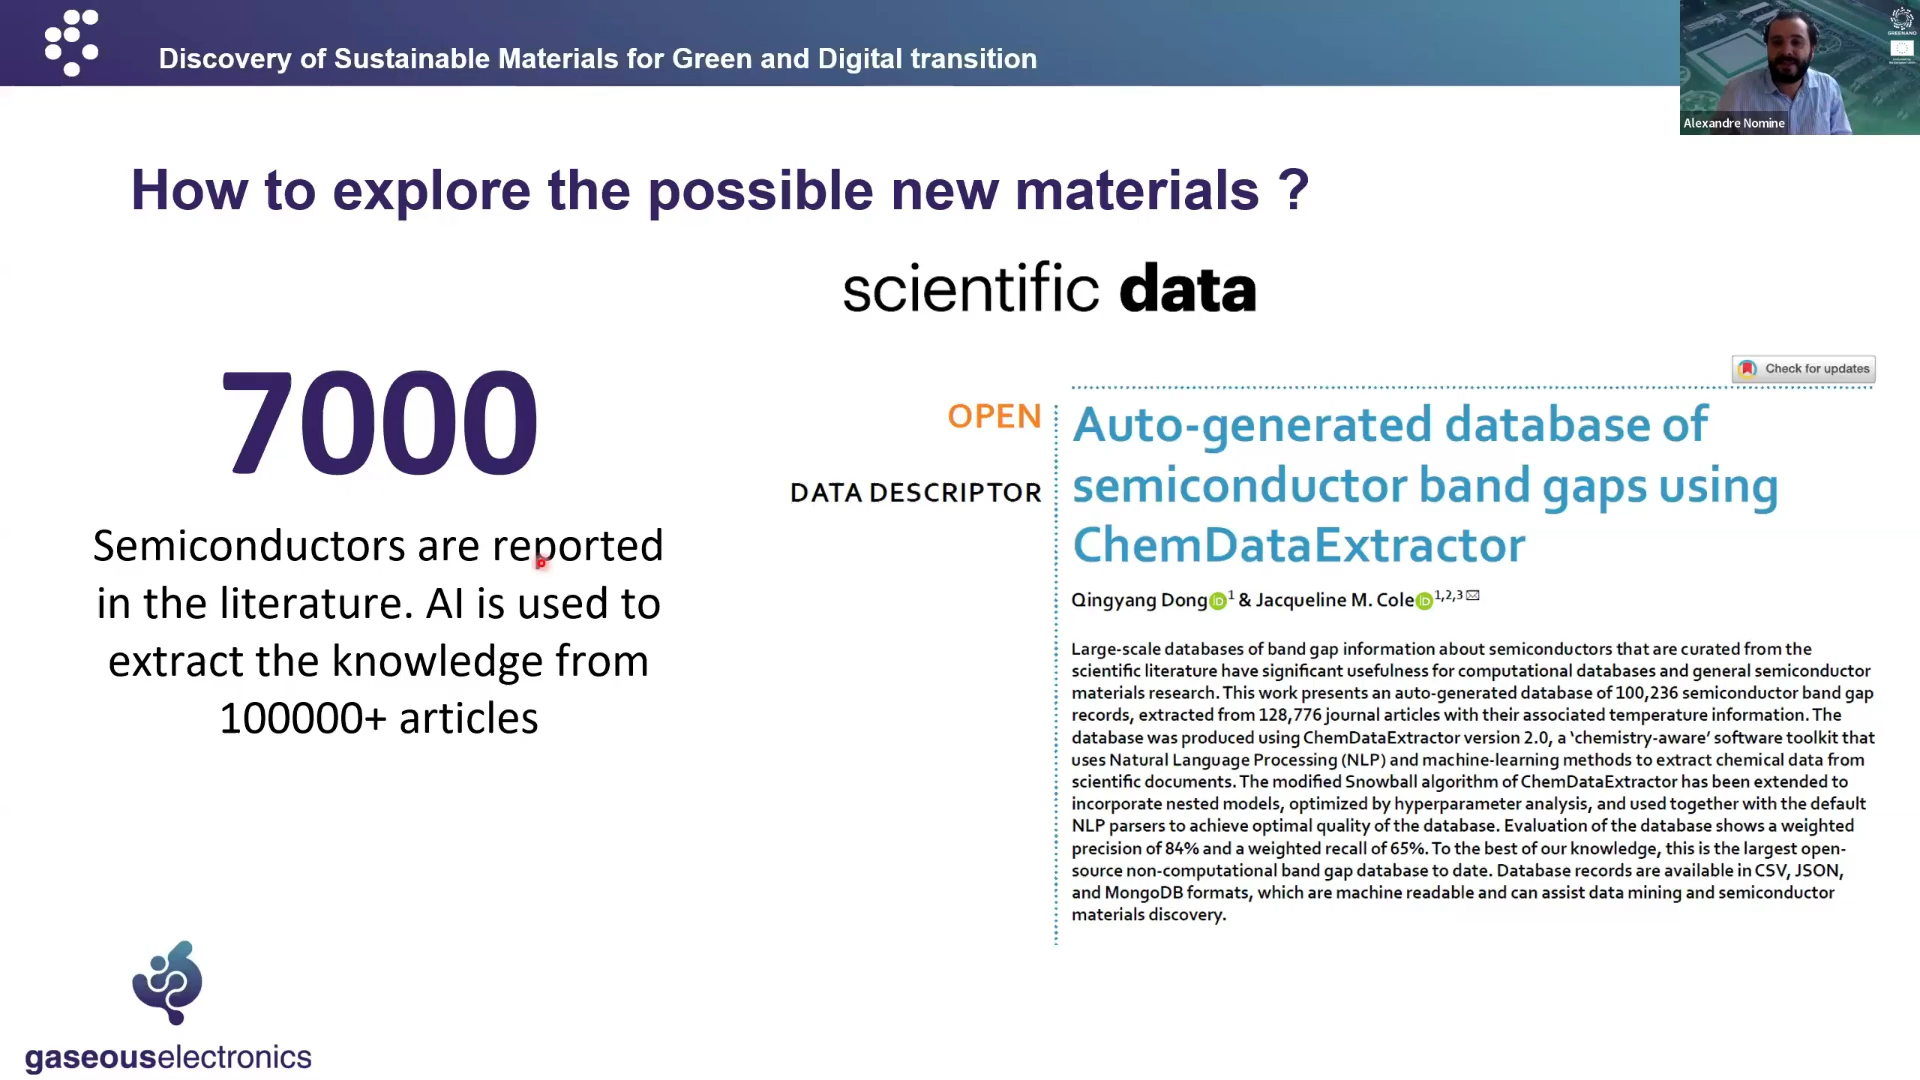 Discovery of Sustainable Materials for Green and Digital transition
Alexandre Nomine
How to explore the possible new materials ?
scientific data
7000
Semiconductors are reported
in the literature. AI is used to
extract the knowledge from
100000+ articles
Check for updates
OPEN
DATA DESCRIPTOR
Auto-generated database of
semiconductor band gaps using
ChemDataExtractor
Qingyang Dong iD 1 & Jacqueline M. Cole iD 1,2,3 ✉
Large-scale databases of band gap information about semiconductors that are curated from the
scientific literature have significant usefulness for computational databases and general semiconductor
materials research. This work presents an auto-generated database of 100,236 semiconductor band gap
records, extracted from 128,776 journal articles with their associated temperature information. The
database was produced using ChemDataExtractor version 2.0, a ‘chemistry-aware’ software toolkit that
uses Natural Language Processing (NLP) and machine-learning methods to extract chemical data from
scientific documents. The modified Snowball algorithm of ChemDataExtractor has been extended to
incorporate nested models, optimized by hyperparameter analysis, and used together with the default
NLP parsers to achieve optimal quality of the database. Evaluation of the database shows a weighted
precision of 84% and a weighted recall of 65%. To the best of our knowledge, this is the largest open-
source non-computational band gap database to date. Database records are available in CSV, JSON,
and MongoDB formats, which are machine readable and can assist data mining and semiconductor
materials discovery.
gaseouselectronics